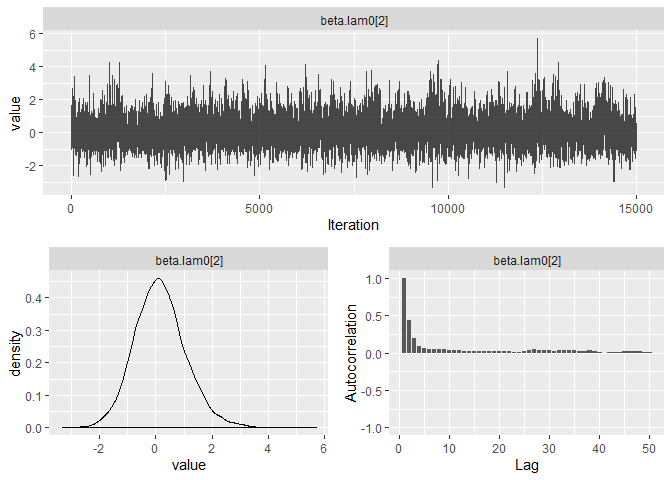 beta.lam0[2]
value
6
4
2
0
-2
0 5000 10000 15000
Iteration
beta.lam0[2]
density
0.4
0.3
0.2
0.1
0.0
-2 0 2 4 6
value
beta.lam0[2]
Autocorrelation
1.0
0.5
0.0
-0.5
-1.0
0 10 20 30 40 50
Lag